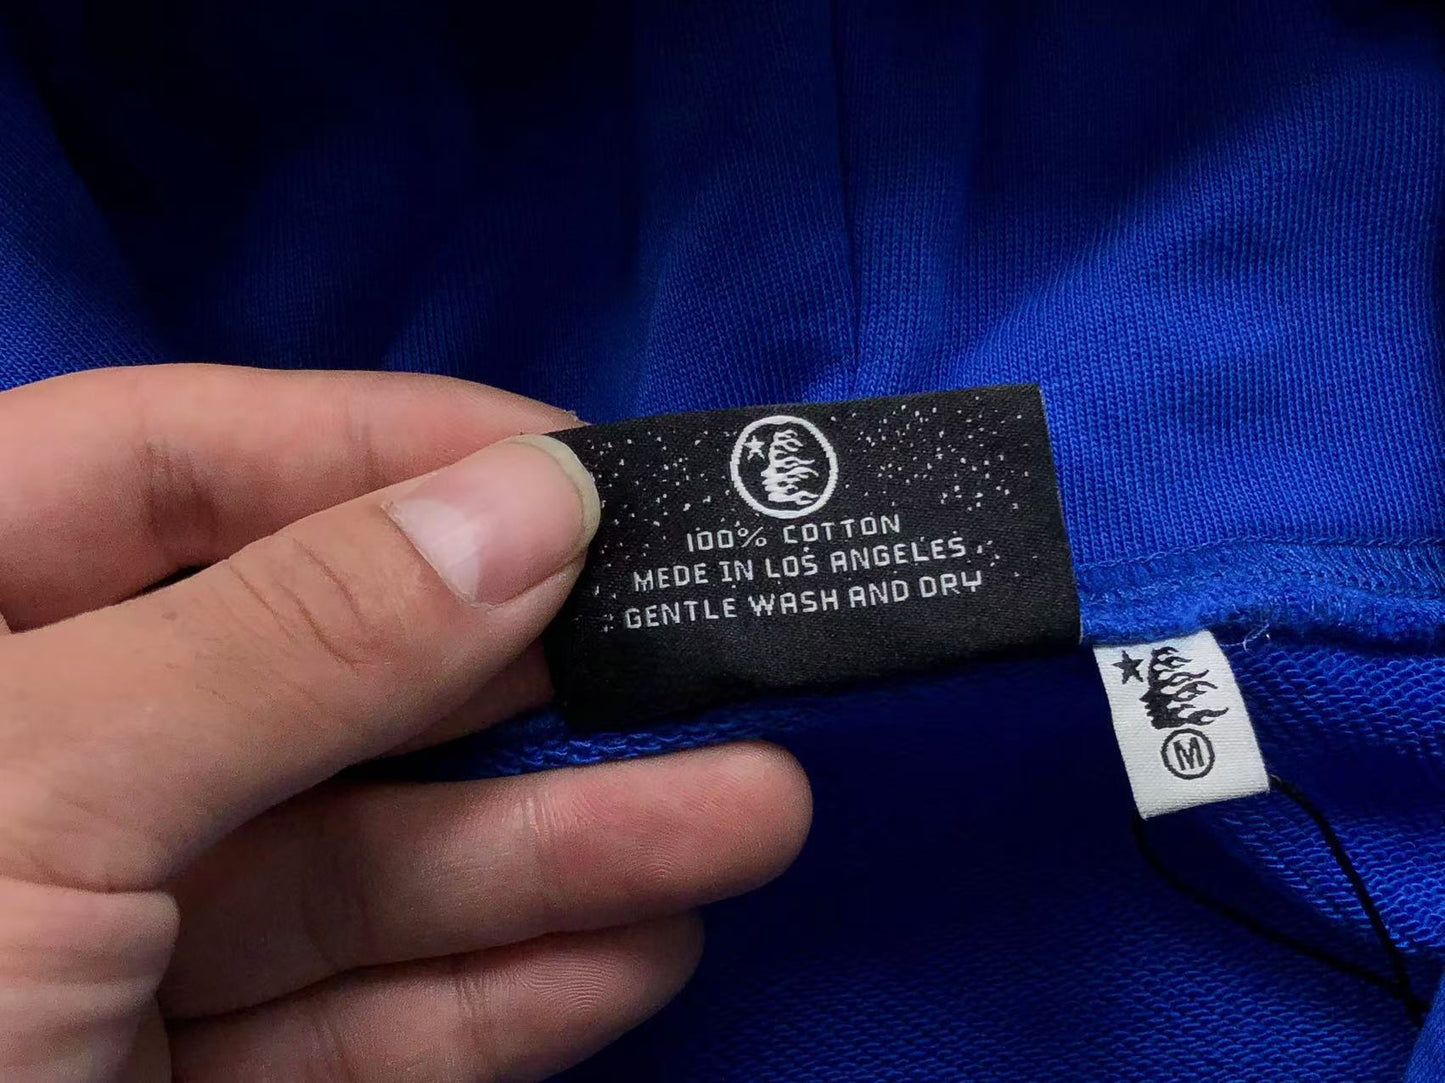 100% COTTON
MEDE IN LOS ANGELES
GENTLE WASH AND DRY
M